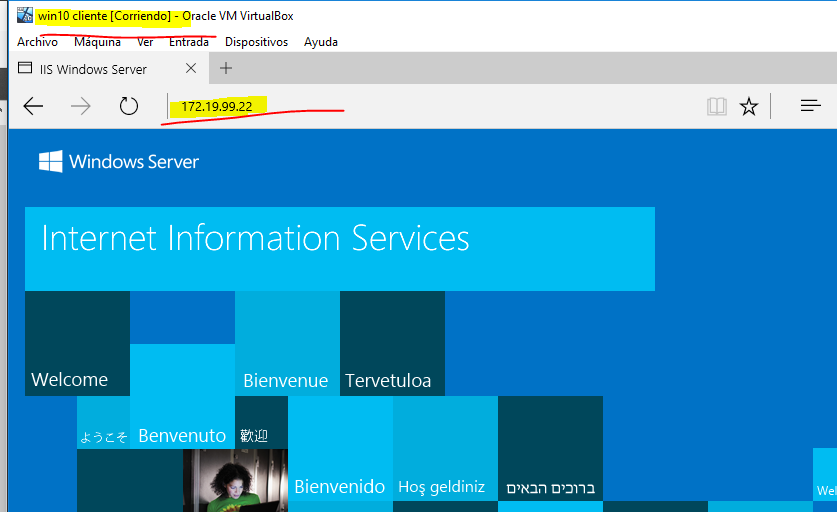 win10 cliente [Corriendo] - Oracle VM VirtualBox
Archivo Máquina Ver Entrada Dispositivos Ayuda
IIS Windows Server
172.19.99.22
Windows Server
Internet Information Services
Welcome
Bienvenue
Tervetuloa
ようこそ
Benvenuto
歡迎
Bienvenido
Hoş geldiniz
ברוכים הבאים
Wel